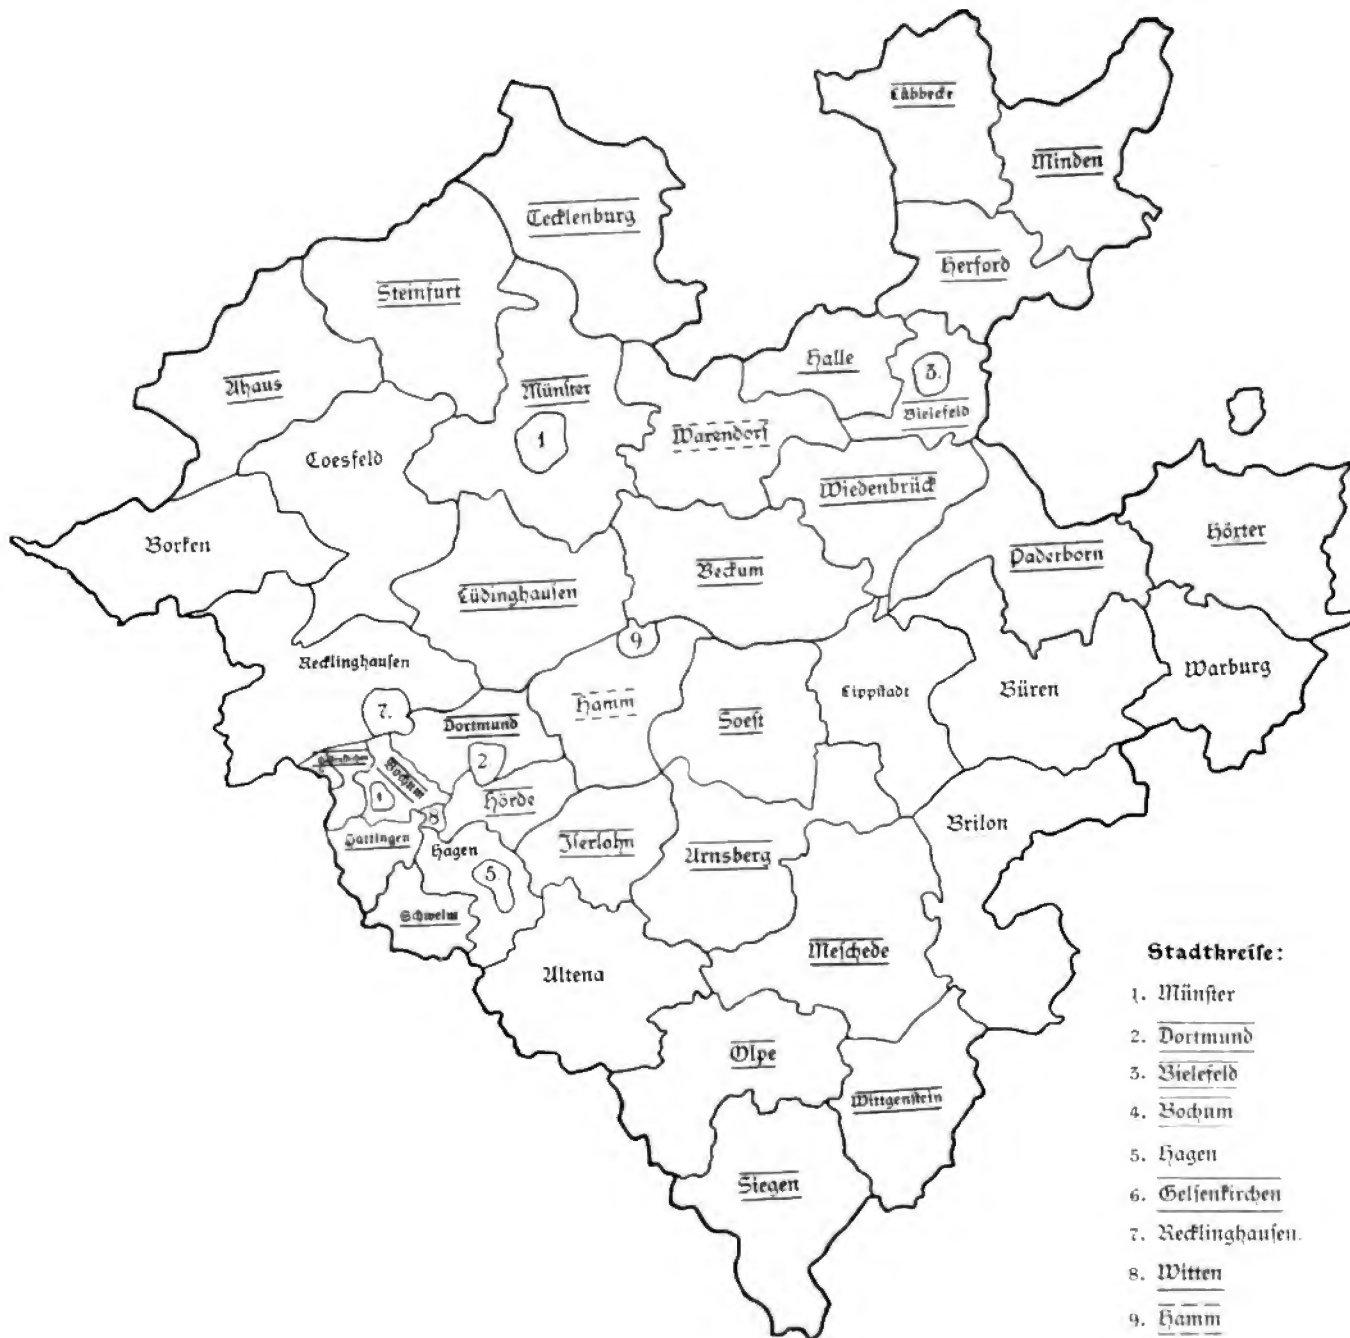 Lübbecke
Minden
Tecklenburg
Herford
Steinfurt
Halle
3.
Ahaus
Münster
Bielefeld
1
Warendorf
Coesfeld
Wiedenbrück
Höxter
Borken
Paderborn
Beckum
Lüdinghausen
9
Recklinghausen
Warburg
Lippstadt
Büren
Hamm
7.
Soest
Dortmund
2
Bochum
Hörde
8
Brilon
Hattingen
Hagen
Iserlohn
Arnsberg
5.
Schwelm
Meschede
Altena
Olpe
Wittgenstein
Siegen
Stadtkreise:
1. Münster
2. Dortmund
3. Bielefeld
4. Bochum
5. Hagen
6. Gelsenkirchen
7. Recklinghausen.
8. Witten
9. Hamm